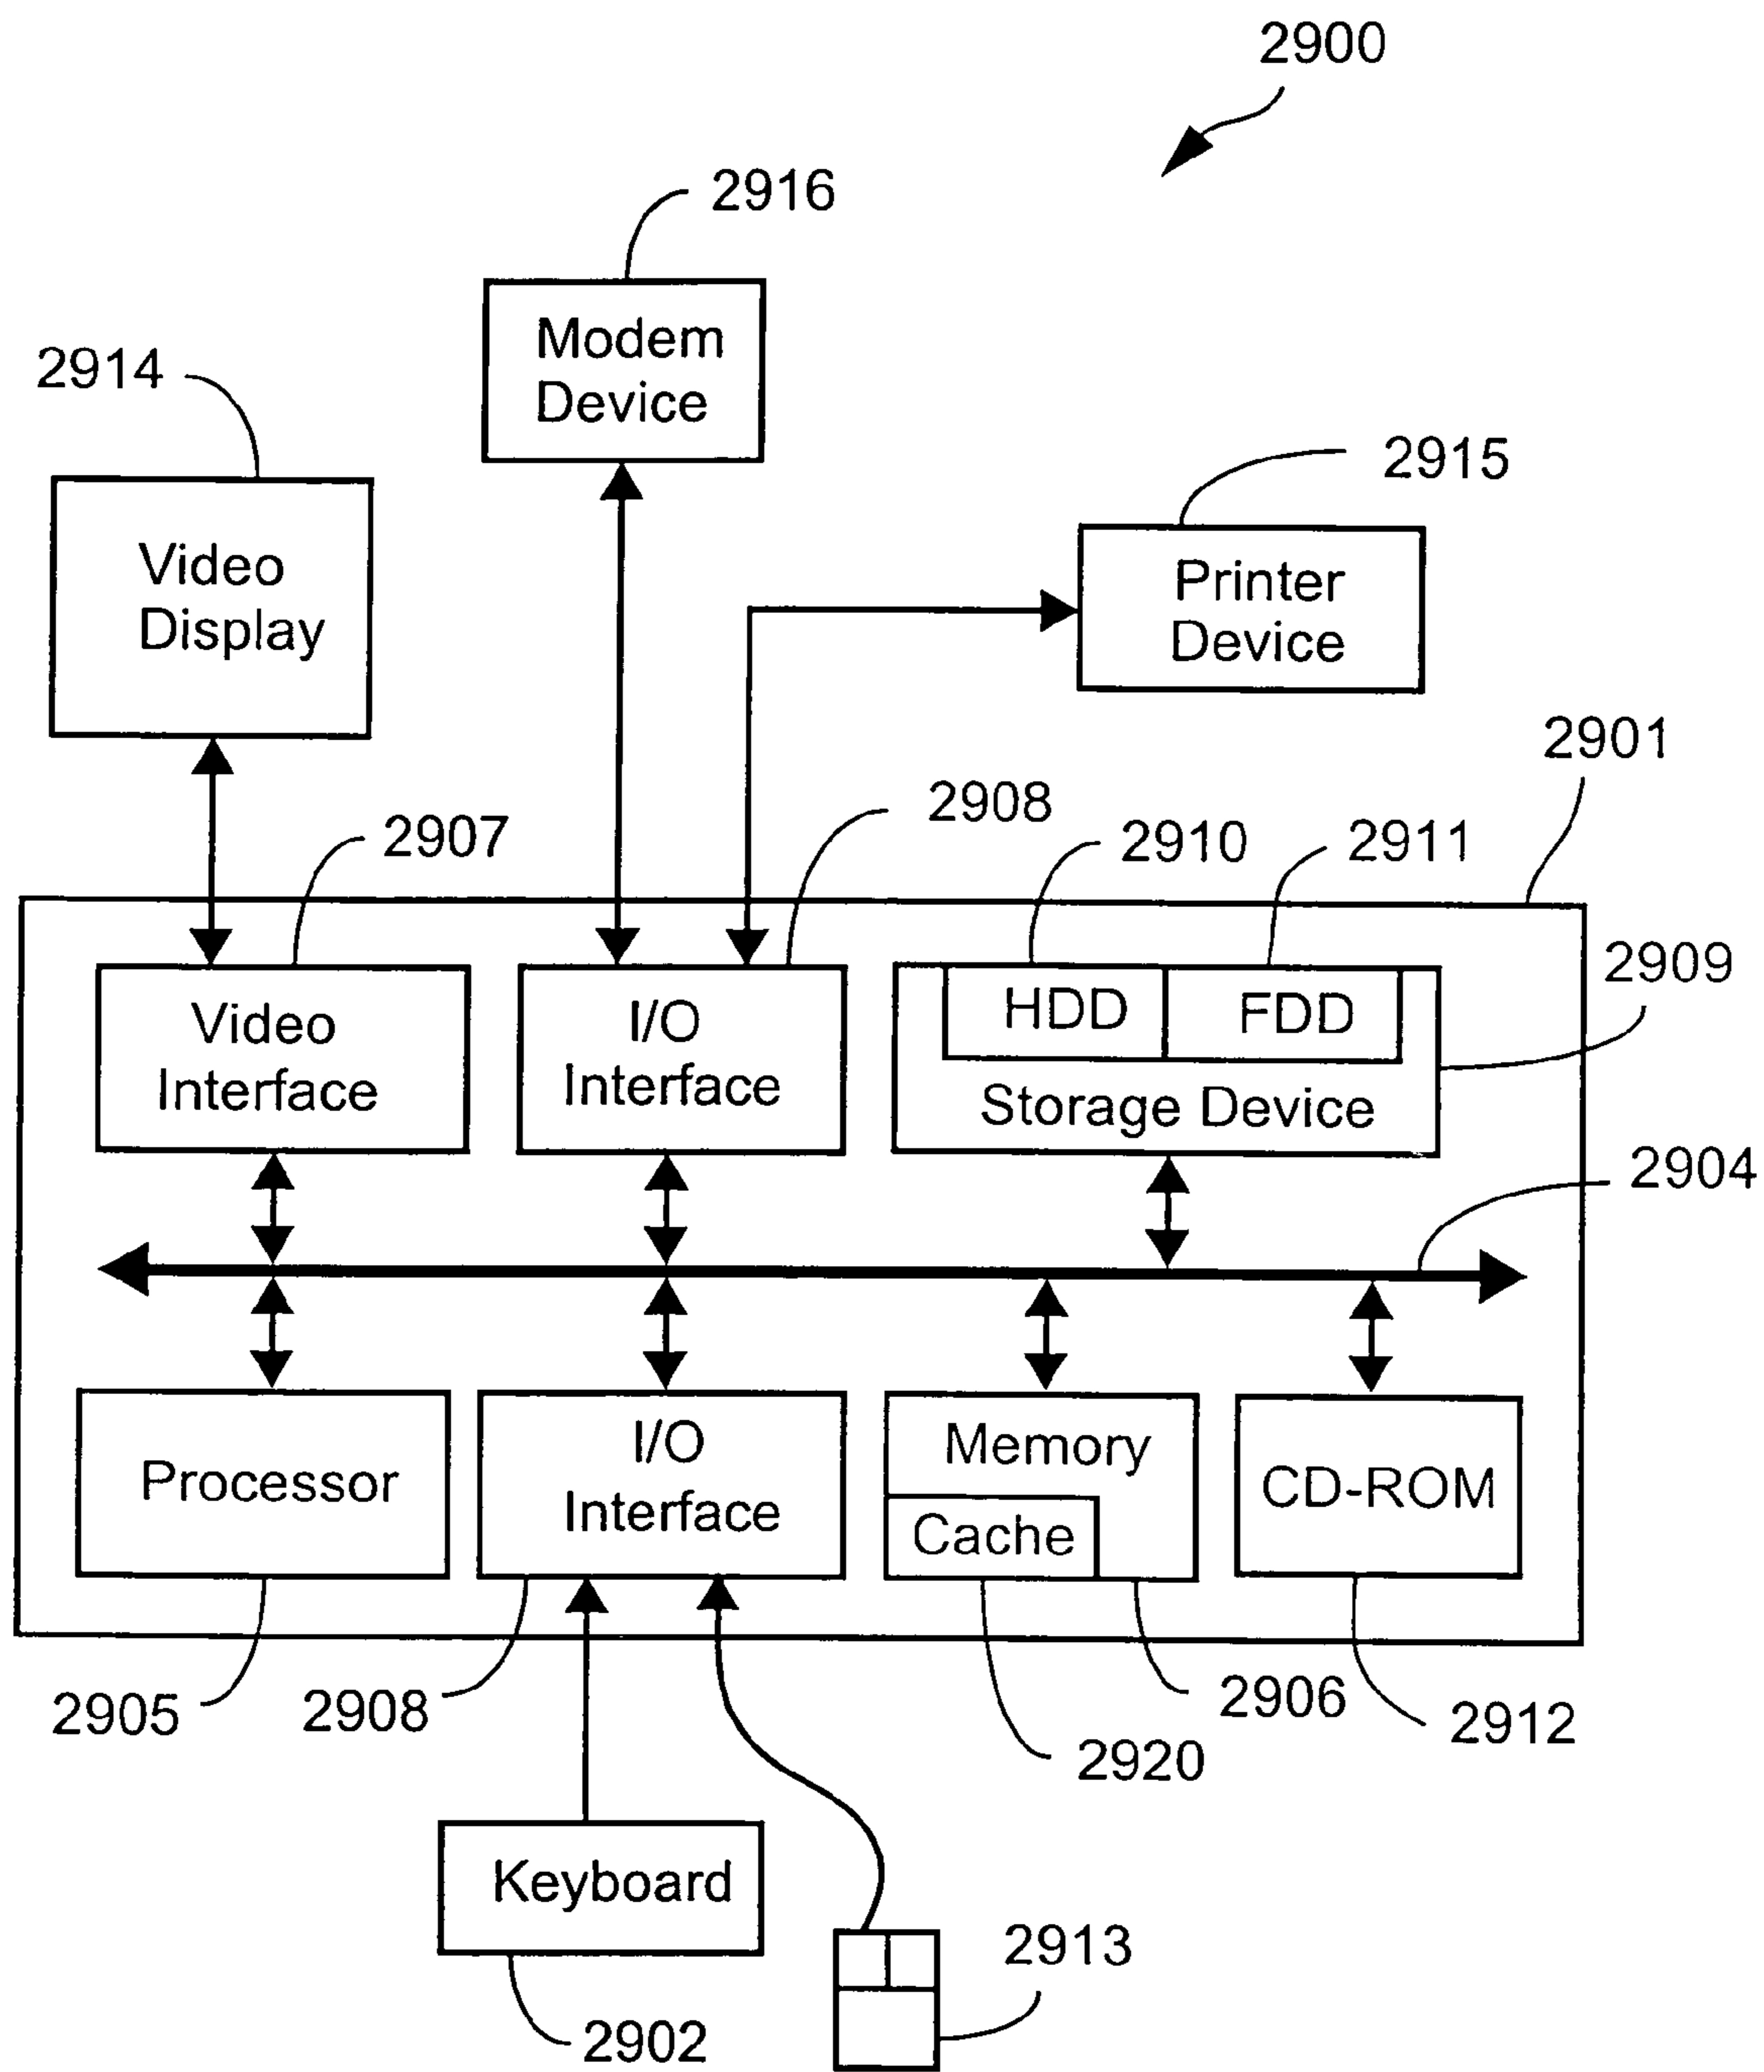 2900
2916
Modem
Device
2914
2915
Video
Display
Printer
Device
2901
2907
2908
2910
2911
2909
Video
Interface
I/O
Interface
HDD
FDD
Storage Device
2904
Processor
I/O
Interface
Memory
Cache
CD-ROM
2905
2908
2906
2912
2920
Keyboard
2913
2902